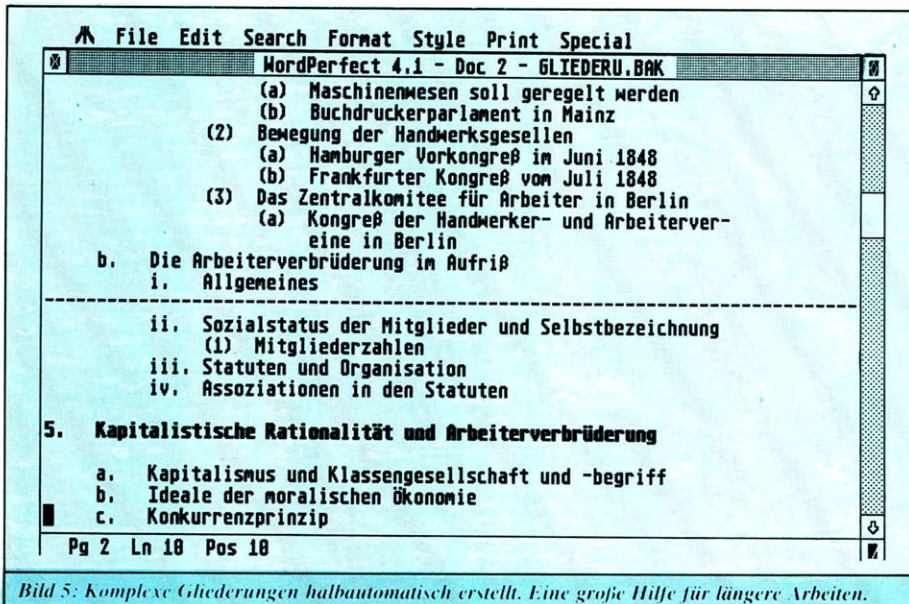 File Edit Search Format Style Print Special
WordPerfect 4.1 - Doc 2 - GLIEDERU.BAK
(a) Maschinenwesen soll geregelt werden
(b) Buchdruckerparlament in Mainz
(2) Bewegung der Handwerksgesellen
(a) Hamburger Vorkongreß im Juni 1848
(b) Frankfurter Kongreß vom Juli 1848
(3) Das Zentralkomitee für Arbeiter in Berlin
(a) Kongreß der Handwerker- und Arbeiterver-
eine in Berlin
b. Die Arbeiterverbrüderung im Aufriß
i. Allgemeines
ii. Sozialstatus der Mitglieder und Selbstbezeichnung
(1) Mitgliederzahlen
iii. Statuten und Organisation
iv. Assoziationen in den Statuten
5. Kapitalistische Rationalität und Arbeiterverbrüderung
a. Kapitalismus und Klassengesellschaft und -begriff
b. Ideale der moralischen Ökonomie
c. Konkurrenzprinzip
Pg 2 Ln 10 Pos 10
Bild 5: Komplexe Gliederungen halbautomatisch erstellt. Eine große Hilfe für längere Arbeiten.